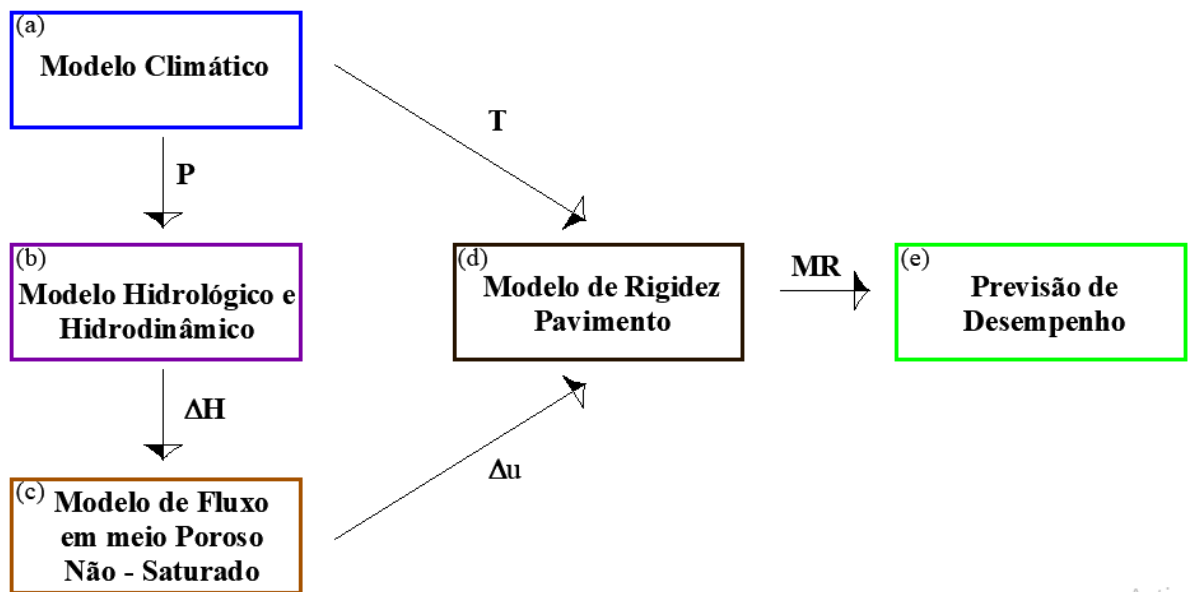 (a)
Modelo Climático
T
P
(b)
Modelo Hidrológico e
Hidrodinâmico
(d)
Modelo de Rigidez
Pavimento
MR
(e)
Previsão de
Desempenho
ΔH
Δu
(c)
Modelo de Fluxo
em meio Poroso
Não - Saturado